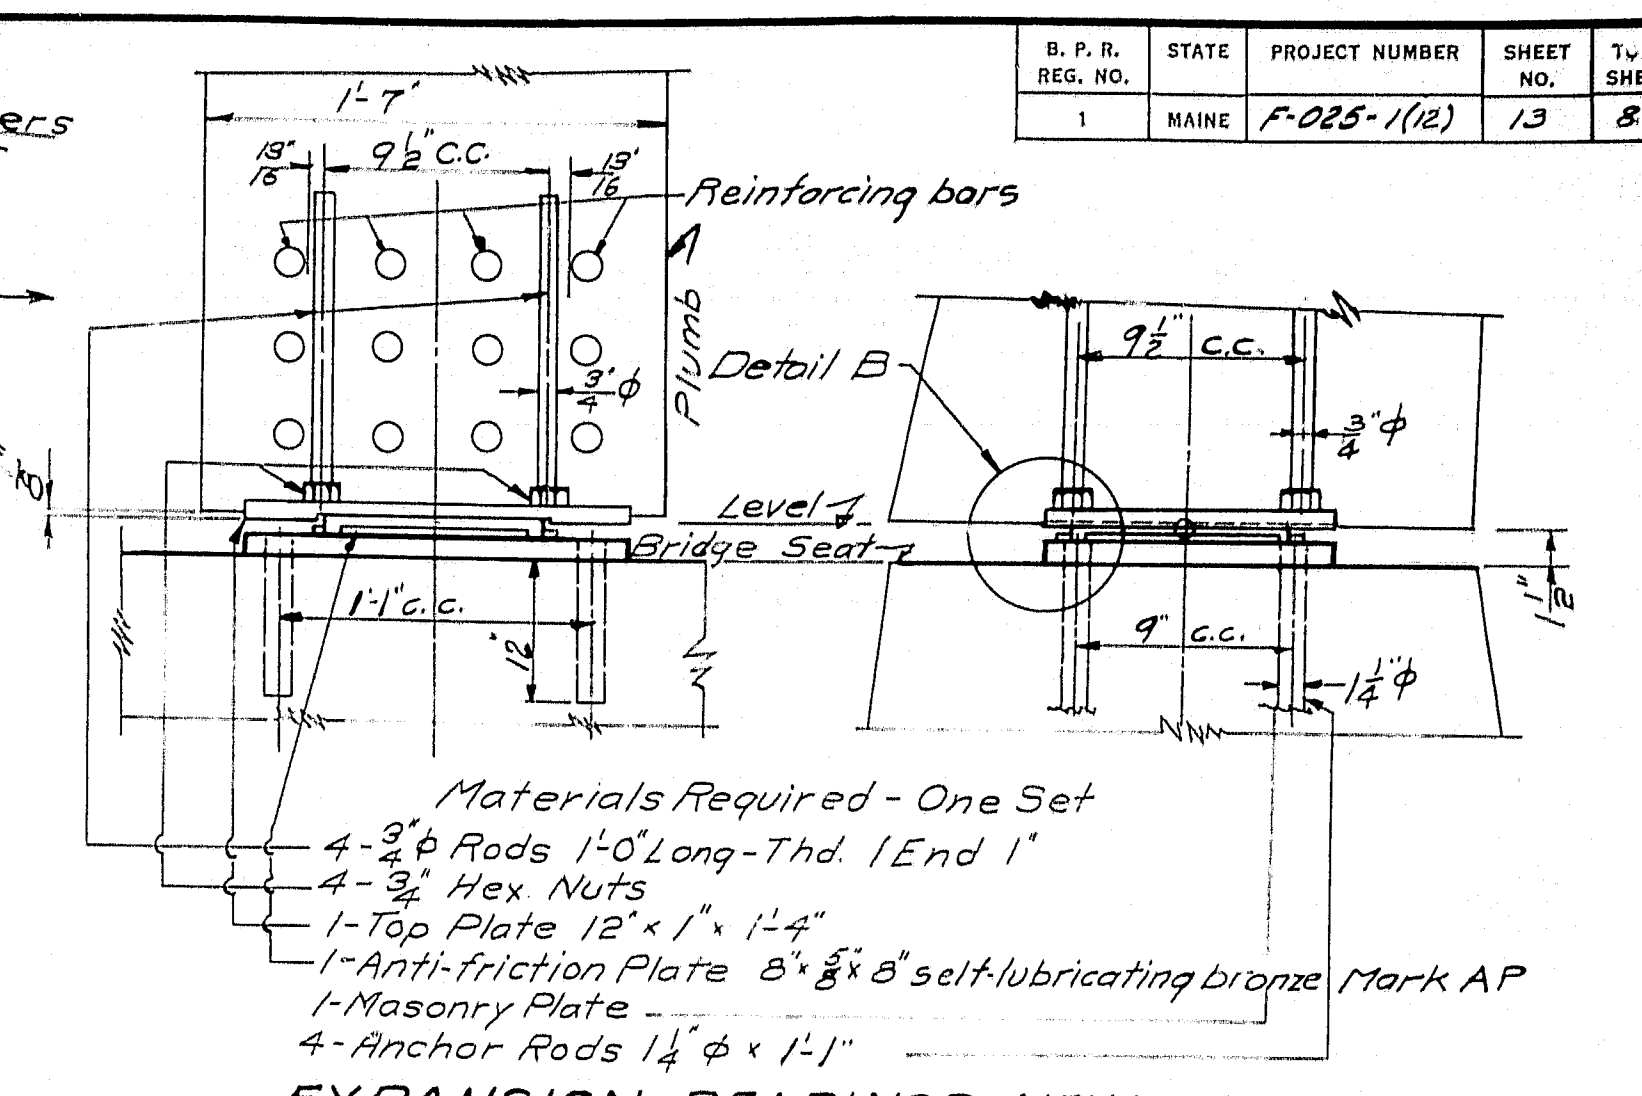 B. P. R. REG. NO. STATE PROJECT NUMBER SHEET NO.
1 MAINE F-025-1(12) 13 8
ers
1'-7"
13/16" 9 1/2" C.C. 13/16'
Reinforcing bars
Plumb
3/4" φ
Detail B
9 1/2" C.C.
3/4" φ
Level
Bridge Seat
1'-1" C.C.
12"
9" C.C.
1 1/2"
1 1/4" φ
Materials Required - One Set
4-3/4" φ Rods 1'-0" Long-Thd. 1 End 1"
4-3/4" Hex. Nuts
1-Top Plate 12" x 1" x 1'-4"
1-Anti-friction Plate 8" x 5/8" x 8" self-lubricating bronze Mark AP
1-Masonry Plate
4-Anchor Rods 1 1/4" φ x 1'-1"
EXPANSION BEARINGS